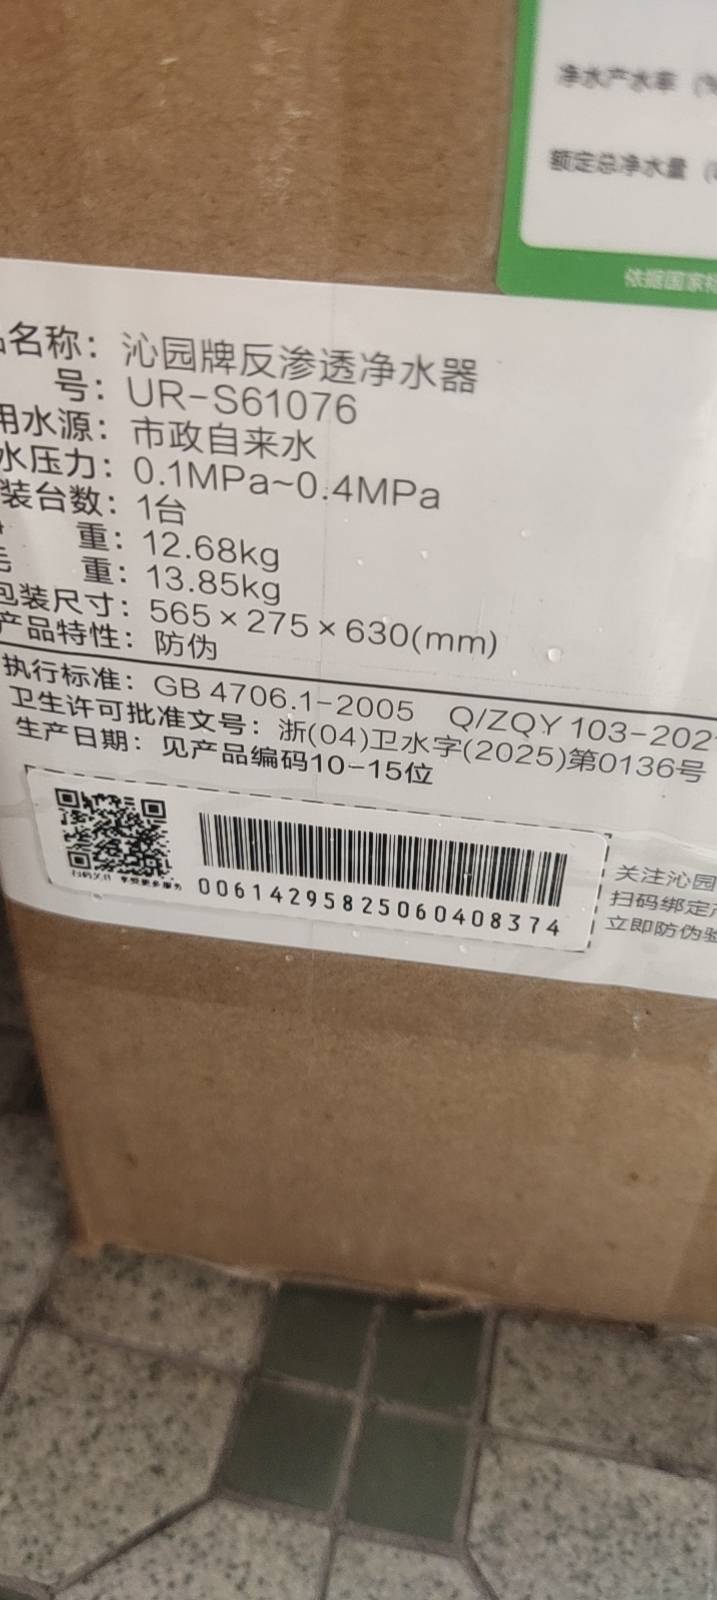 净水产水率
额定总净水量
依据国家标
品名称：沁园牌反渗透净水器
号：UR-S61076
用水源：市政自来水
水压力：0.1MPa~0.4MPa
装台数：1台
重：12.68kg
毛 重：13.85kg
包装尺寸：565×275×630(mm)
产品特性：防伪
执行标准：GB 4706.1-2005 Q/ZQY 103-202
卫生许可批准文号：浙(04)卫水字(2025)第0136号
生产日期：见产品编码10-15位
00614295825060408374
关注沁园
扫码绑定产
立即防伪验